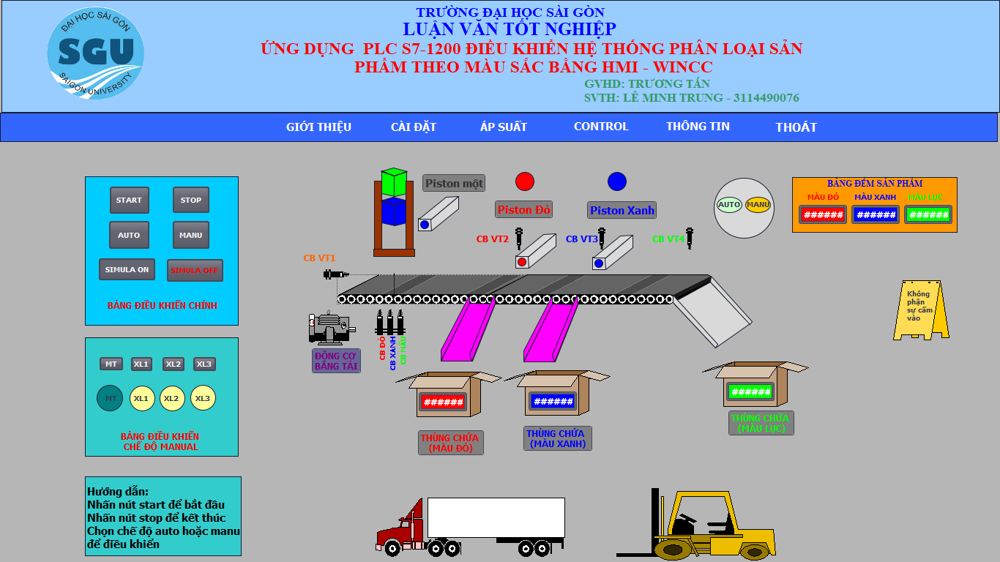 TRƯỜNG ĐẠI HỌC SÀI GÒN
LUẬN VĂN TỐT NGHIỆP
ỨNG DỤNG PLC S7-1200 ĐIỀU KHIỂN HỆ THỐNG PHÂN LOẠI SẢN
PHẨM THEO MÀU SẮC BẰNG HMI - WINCC
GVHD: TRƯƠNG TẤN
SVTH: LÊ MINH TRUNG - 3114490076
ĐẠI HỌC SÀI GÒN
SGU
SAIGON UNIVERSITY
GIỚI THIỆU CÀI ĐẶT ÁP SUẤT CONTROL THÔNG TIN THOÁT
START STOP
AUTO MANU
SIMULA ON SIMULA OFF
BẢNG ĐIỀU KHIỂN CHÍNH
Piston một
Piston Đỏ
Piston Xanh
CB VT1
CB VT2
CB VT3
CB VT4
AUTO MANU
BẢNG ĐẾM SẢN PHẨM
MÀU ĐỎ MÀU XANH MÀU LỤC
###### ###### ######
Không
phận
sự cấm
vào
ĐỘNG CƠ
BĂNG TẢI
CB ĐỎ
CB XANH
CB NÂU
MT XL1 XL2 XL3
MT XL1 XL2 XL3
BẢNG ĐIỀU KHIỂN
CHẾ ĐỘ MANUAL
######
THÙNG CHỨA
(MÀU ĐỎ)
######
THÙNG CHỨA
(MÀU XANH)
######
THÙNG CHỨA
(MÀU LỤC)
Hướng dẫn:
Nhấn nút start để bắt đầu
Nhấn nút stop để kết thúc
Chọn chế độ auto hoặc manu
để điều khiển